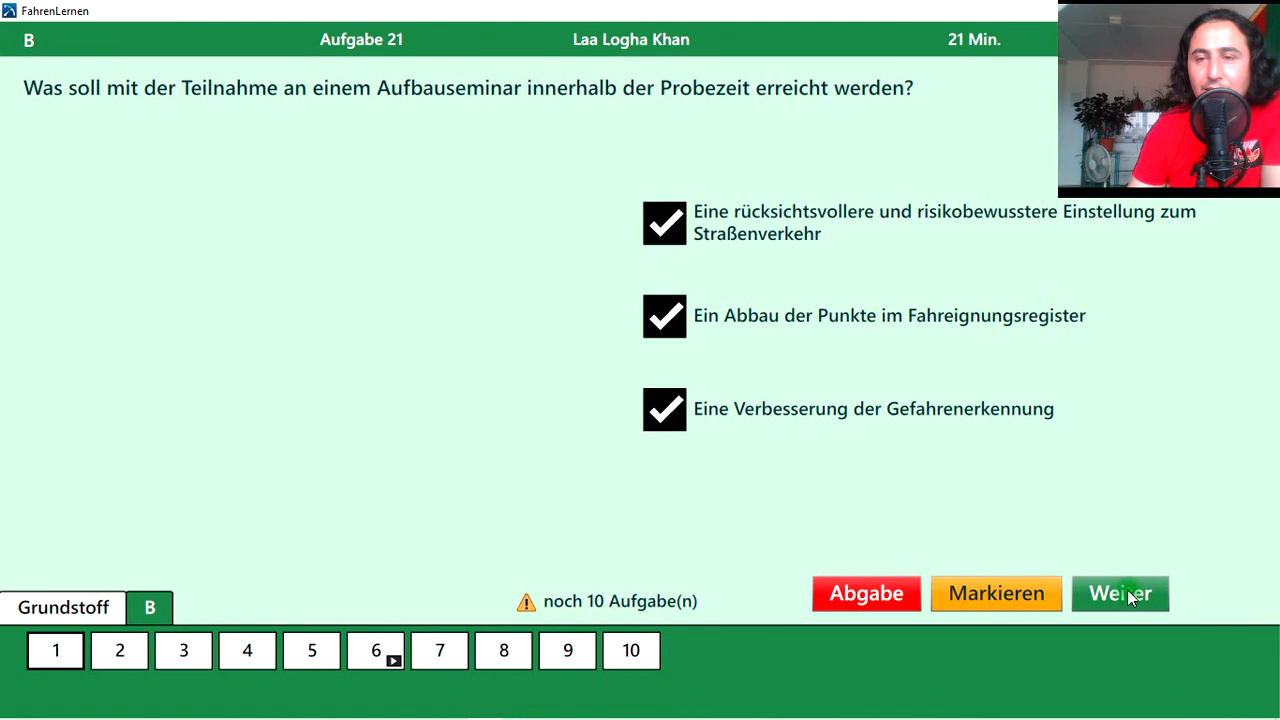 FahrenLernen
B Aufgabe 21 Laa Logha Khan 21 Min.
Was soll mit der Teilnahme an einem Aufbauseminar innerhalb der Probezeit erreicht werden?
Eine rücksichtsvollere und risikobewusstere Einstellung zum
Straßenverkehr
Ein Abbau der Punkte im Fahreignungsregister
Eine Verbesserung der Gefahrenerkennung
Grundstoff B noch 10 Aufgabe(n) Abgabe Markieren Weiter
1 2 3 4 5 6 7 8 9 10